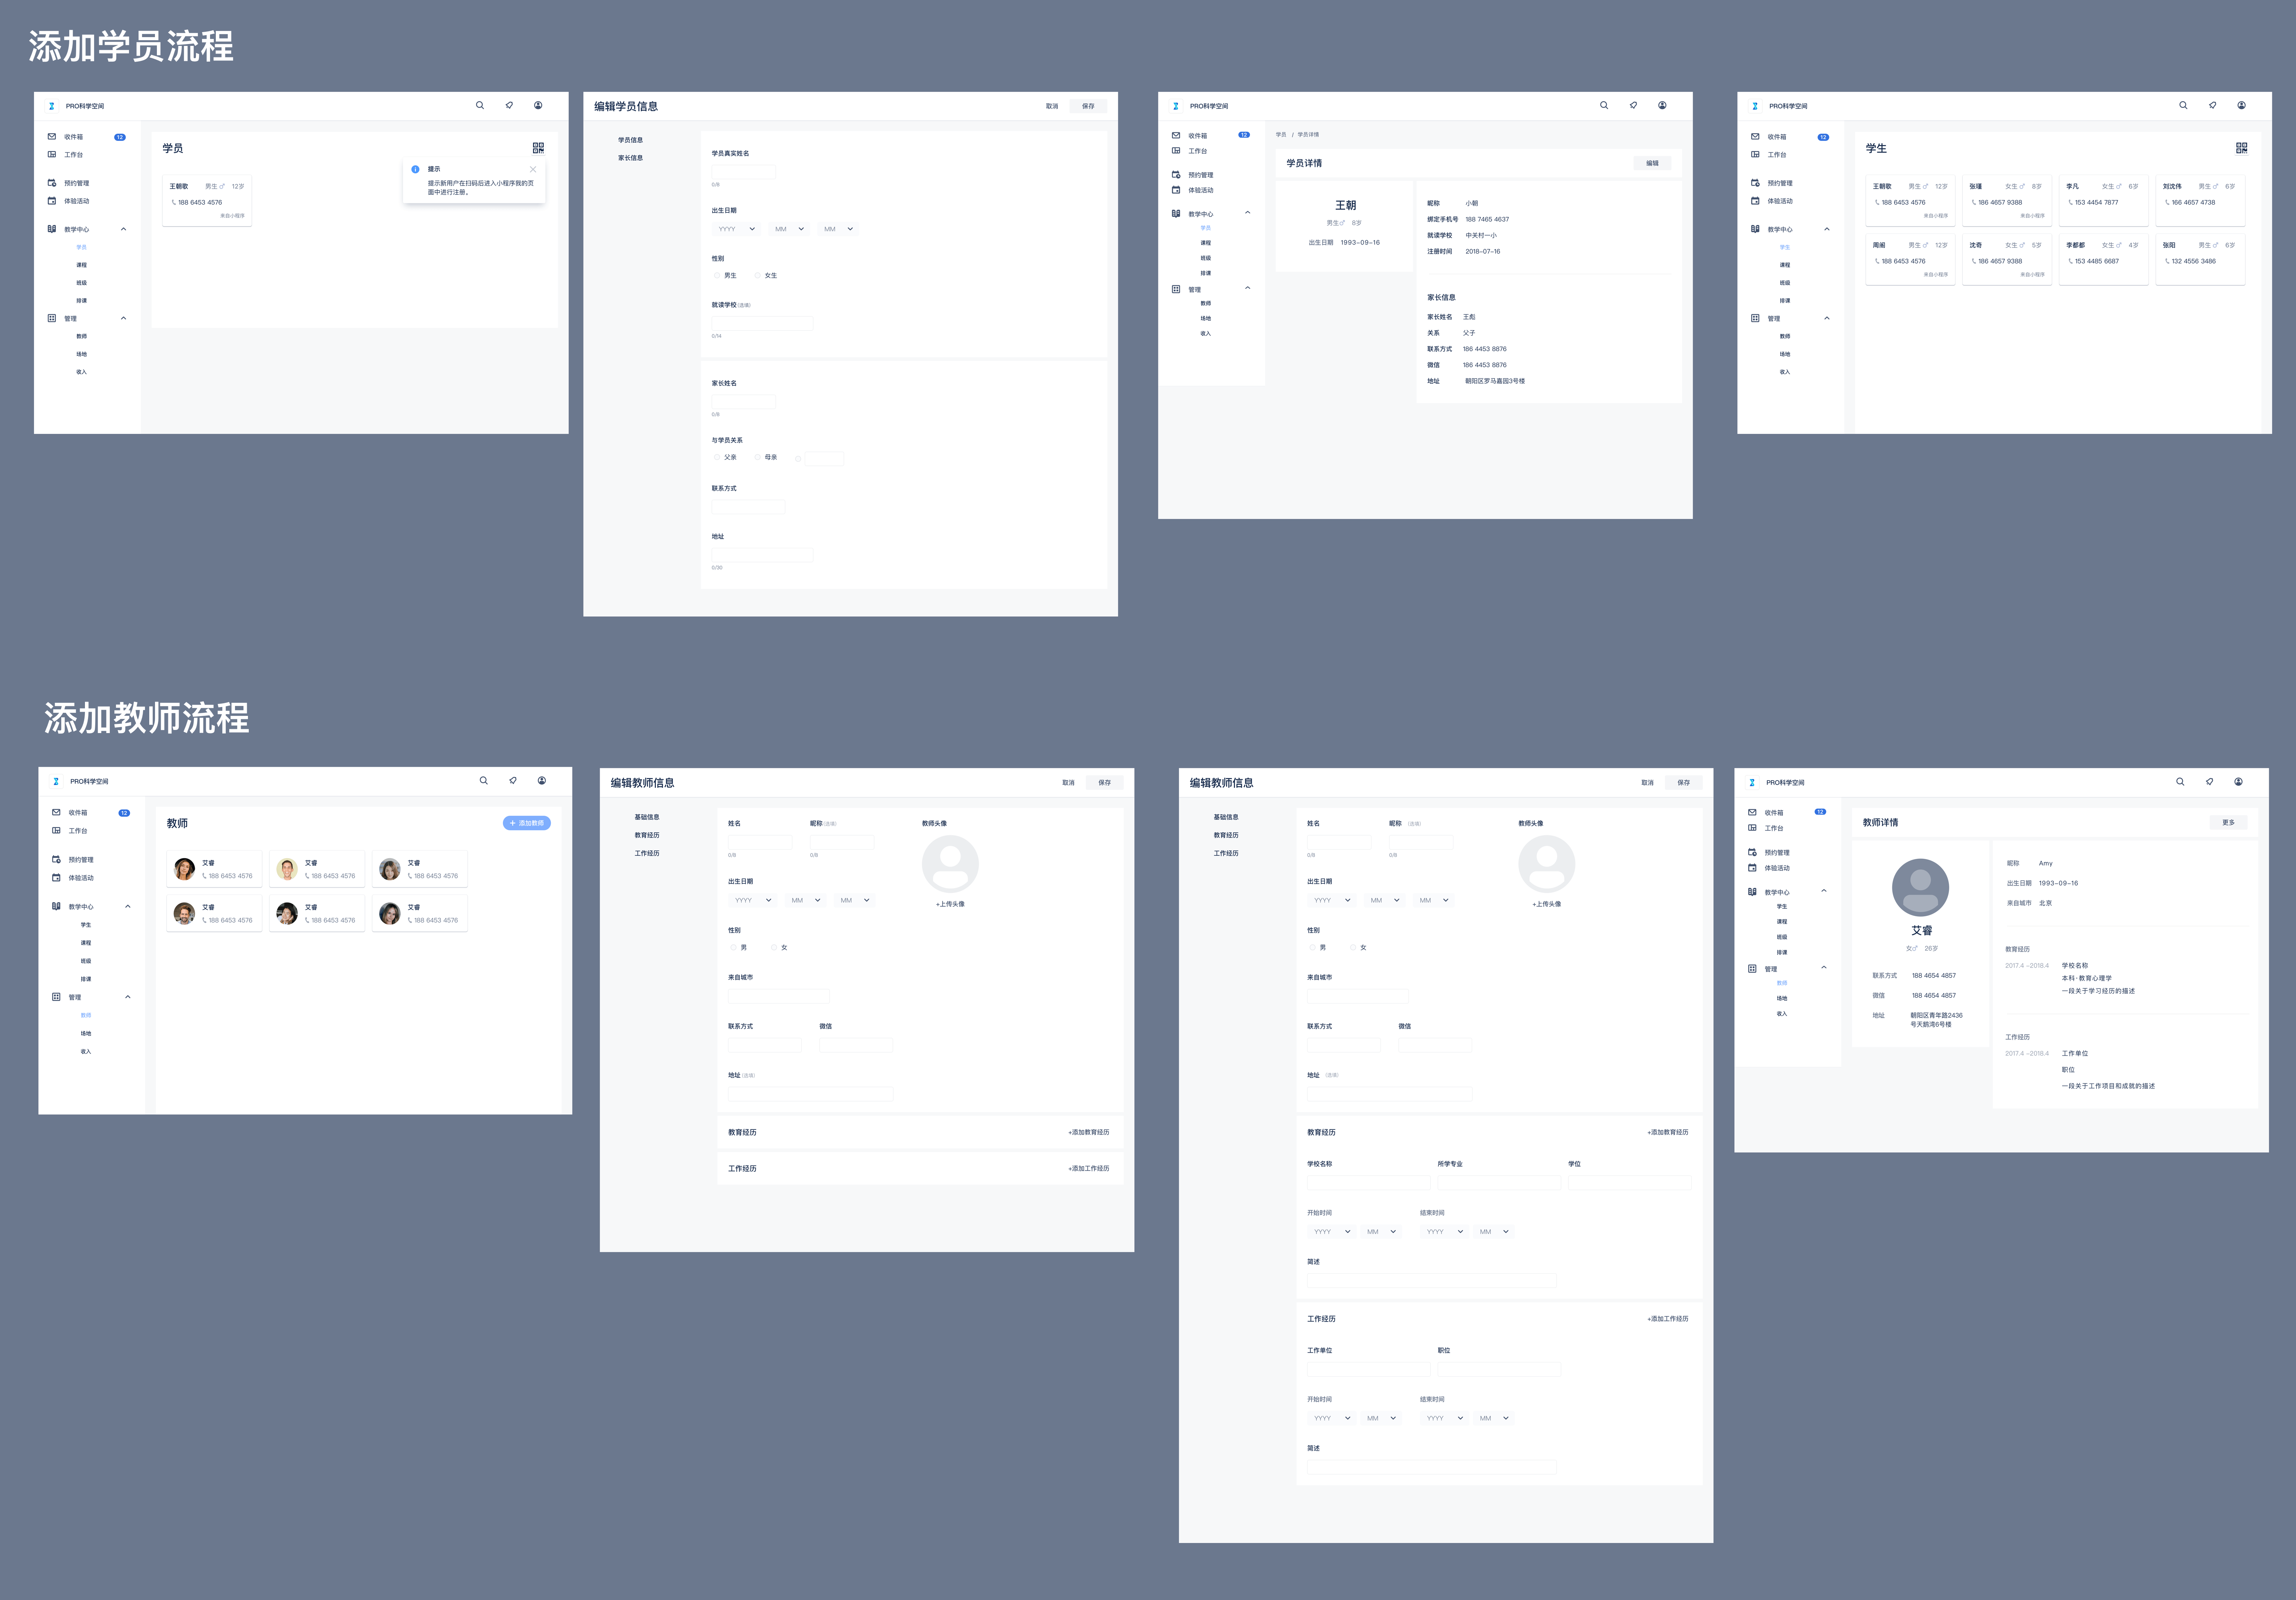 添加学员流程
PRO科学空间
收件箱 12
工作台
预约管理
体验活动
教学中心
学员
课程
班级
排课
管理
教师
场地
收入
学员
提示
提示新用户在扫码后进入小程序我的页
面中进行注册。
王朝歌 男生♂ 12岁
188 6453 4576
来自小程序
编辑学员信息
取消 保存
学员信息
家长信息
学员真实姓名
0/8
出生日期
YYYY MM MM
性别
男生 女生
就读学校(选填)
0/14
家长姓名
0/8
与学员关系
父亲 母亲
联系方式
地址
0/30
PRO科学空间
收件箱 12
工作台
预约管理
体验活动
教学中心
学员
课程
班级
排课
管理
教师
场地
收入
学员 / 学员详情
学员详情 编辑
王朝
男生♂ 8岁
出生日期 1993-09-16
昵称 小朝
绑定手机号 188 7465 4637
就读学校 中关村一小
注册时间 2018-07-16
家长信息
家长姓名 王彪
关系 父子
联系方式 186 4453 8876
微信 186 4453 8876
地址 朝阳区罗马嘉园3号楼
PRO科学空间
收件箱 12
工作台
预约管理
体验活动
教学中心
学生
课程
班级
排课
管理
教师
场地
收入
学生
王朝歌 男生♂ 12岁
188 6453 4576
来自小程序
张瑾 女生♂ 8岁
186 4657 9388
来自小程序
李凡 女生♂ 6岁
153 4454 7877
刘沈伟 男生♂ 6岁
166 4657 4738
周阁 男生♂ 12岁
188 6453 4576
来自小程序
沈奇 女生♂ 5岁
186 4657 9388
来自小程序
李都都 女生♂ 4岁
153 4485 6687
张阳 男生♂ 6岁
132 4556 3486
添加教师流程
PRO科学空间
收件箱 12
工作台
预约管理
体验活动
教学中心
学生
课程
班级
排课
管理
教师
场地
收入
教师
+ 添加教师
艾睿
188 6453 4576
艾睿
188 6453 4576
艾睿
188 6453 4576
艾睿
188 6453 4576
艾睿
188 6453 4576
艾睿
188 6453 4576
编辑教师信息
取消 保存
基础信息
教育经历
工作经历
姓名 昵称(选填) 教师头像
0/8 0/8
出生日期
YYYY MM MM
+上传头像
性别
男 女
来自城市
联系方式 微信
地址(选填)
教育经历 +添加教育经历
工作经历 +添加工作经历
编辑教师信息
取消 保存
基础信息
教育经历
工作经历
姓名 昵称 (选填) 教师头像
0/8 0/8
出生日期
YYYY MM MM
+上传头像
性别
男 女
来自城市
联系方式 微信
地址 (选填)
教育经历 +添加教育经历
学校名称 所学专业 学位
开始时间 结束时间
YYYY MM YYYY MM
简述
工作经历 +添加工作经历
工作单位 职位
开始时间 结束时间
YYYY MM YYYY MM
简述
PRO科学空间
收件箱 12
工作台
预约管理
体验活动
教学中心
学生
课程
班级
排课
管理
教师
场地
收入
教师详情 更多
艾睿
女♂ 26岁
联系方式 188 4654 4857
微信 188 4654 4857
地址 朝阳区青年路2436
号天鹅湾6号楼
昵称 Amy
出生日期 1993-09-16
来自城市 北京
教育经历
2017.4 -2018.4 学校名称
本科·教育心理学
一段关于学习经历的描述
工作经历
2017.4 -2018.4 工作单位
职位
一段关于工作项目和成就的描述